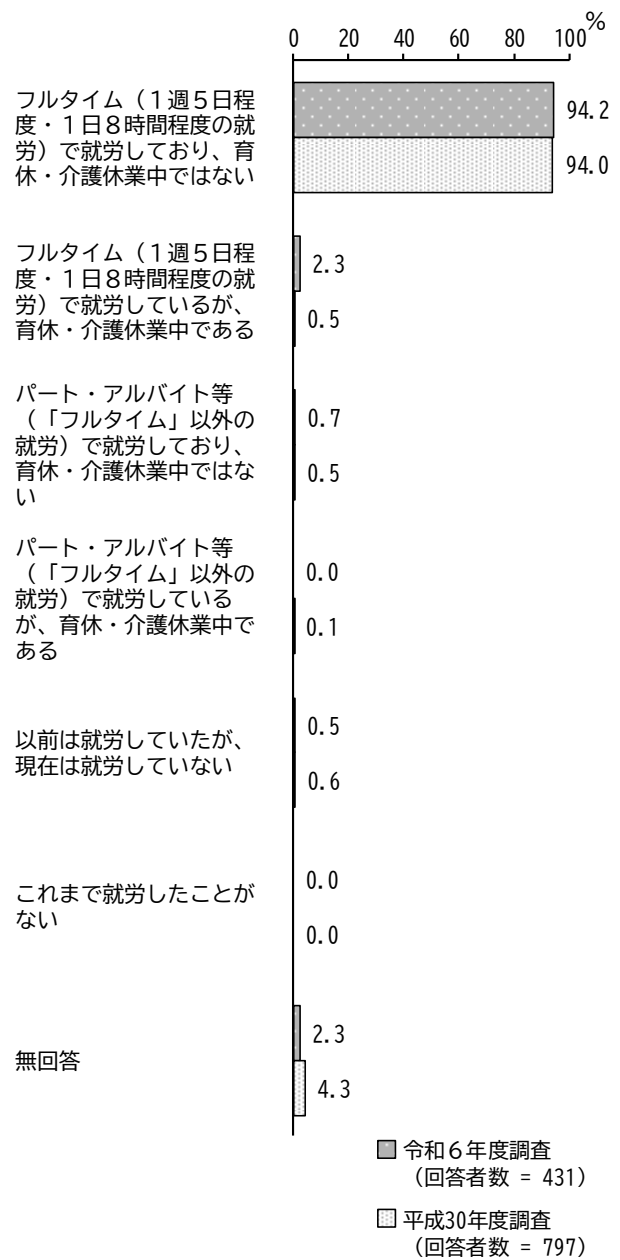 %
0 20 40 60 80 100
フルタイム（１週５日程
度・１日８時間程度の就
労）で就労しており、育
休・介護休業中ではない
94.2
94.0
フルタイム（１週５日程
度・１日８時間程度の就
労）で就労しているが、
育休・介護休業中である
2.3
0.5
パート・アルバイト等
（「フルタイム」以外の
就労）で就労しており、
育休・介護休業中ではな
い
0.7
0.5
パート・アルバイト等
（「フルタイム」以外の
就労）で就労している
が、育休・介護休業中で
ある
0.0
0.1
以前は就労していたが、
現在は就労していない
0.5
0.6
これまで就労したことが
ない
0.0
0.0
無回答
2.3
4.3
令和６年度調査
（回答者数 = 431）
平成30年度調査
（回答者数 = 797）